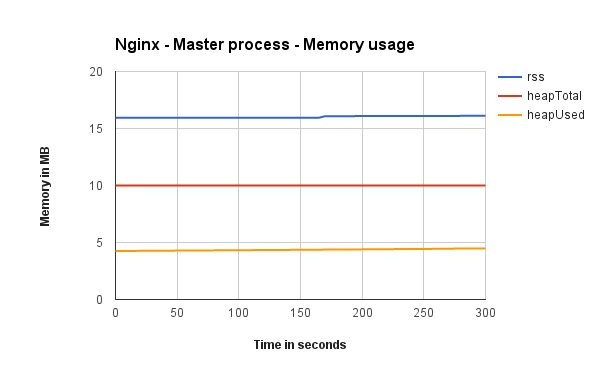 Nginx - Master process - Memory usage
rss
heapTotal
heapUsed
Memory in MB
20
15
10
5
0
0 50 100 150 200 250 300
Time in seconds